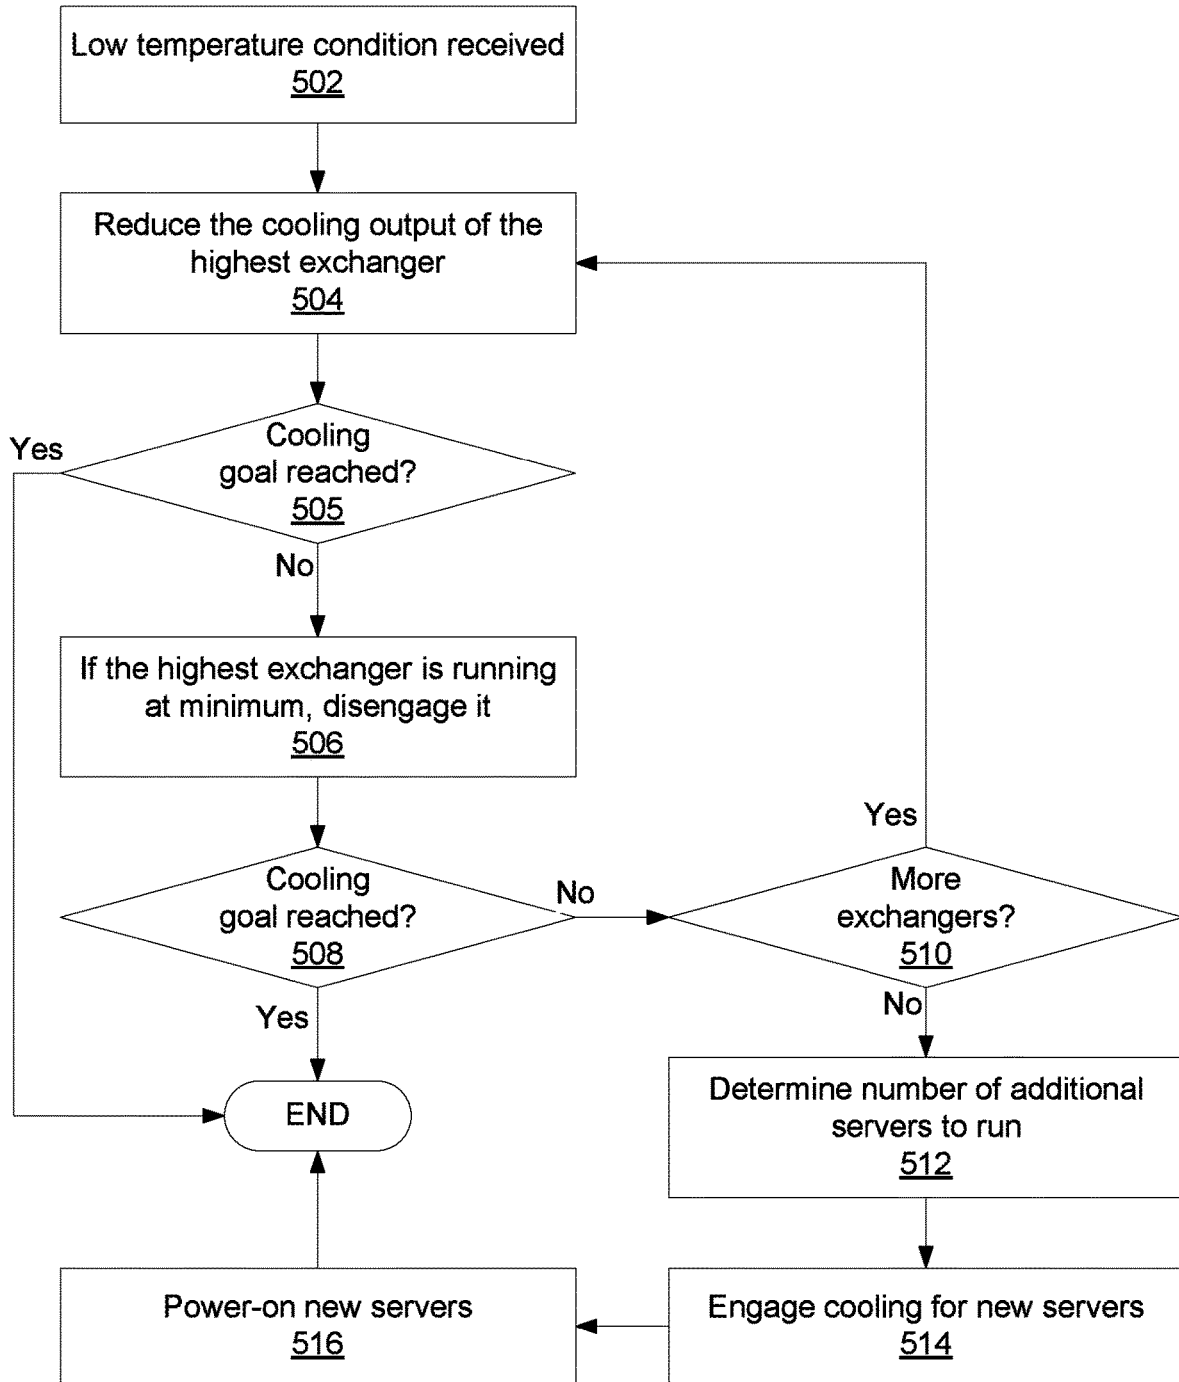 Low temperature condition received
502
Reduce the cooling output of the
highest exchanger
504
Cooling
goal reached?
505
Yes
No
If the highest exchanger is running
at minimum, disengage it
506
Cooling
goal reached?
508
No
Yes
More
exchangers?
510
Yes
No
END
Determine number of additional
servers to run
512
Engage cooling for new servers
514
Power-on new servers
516